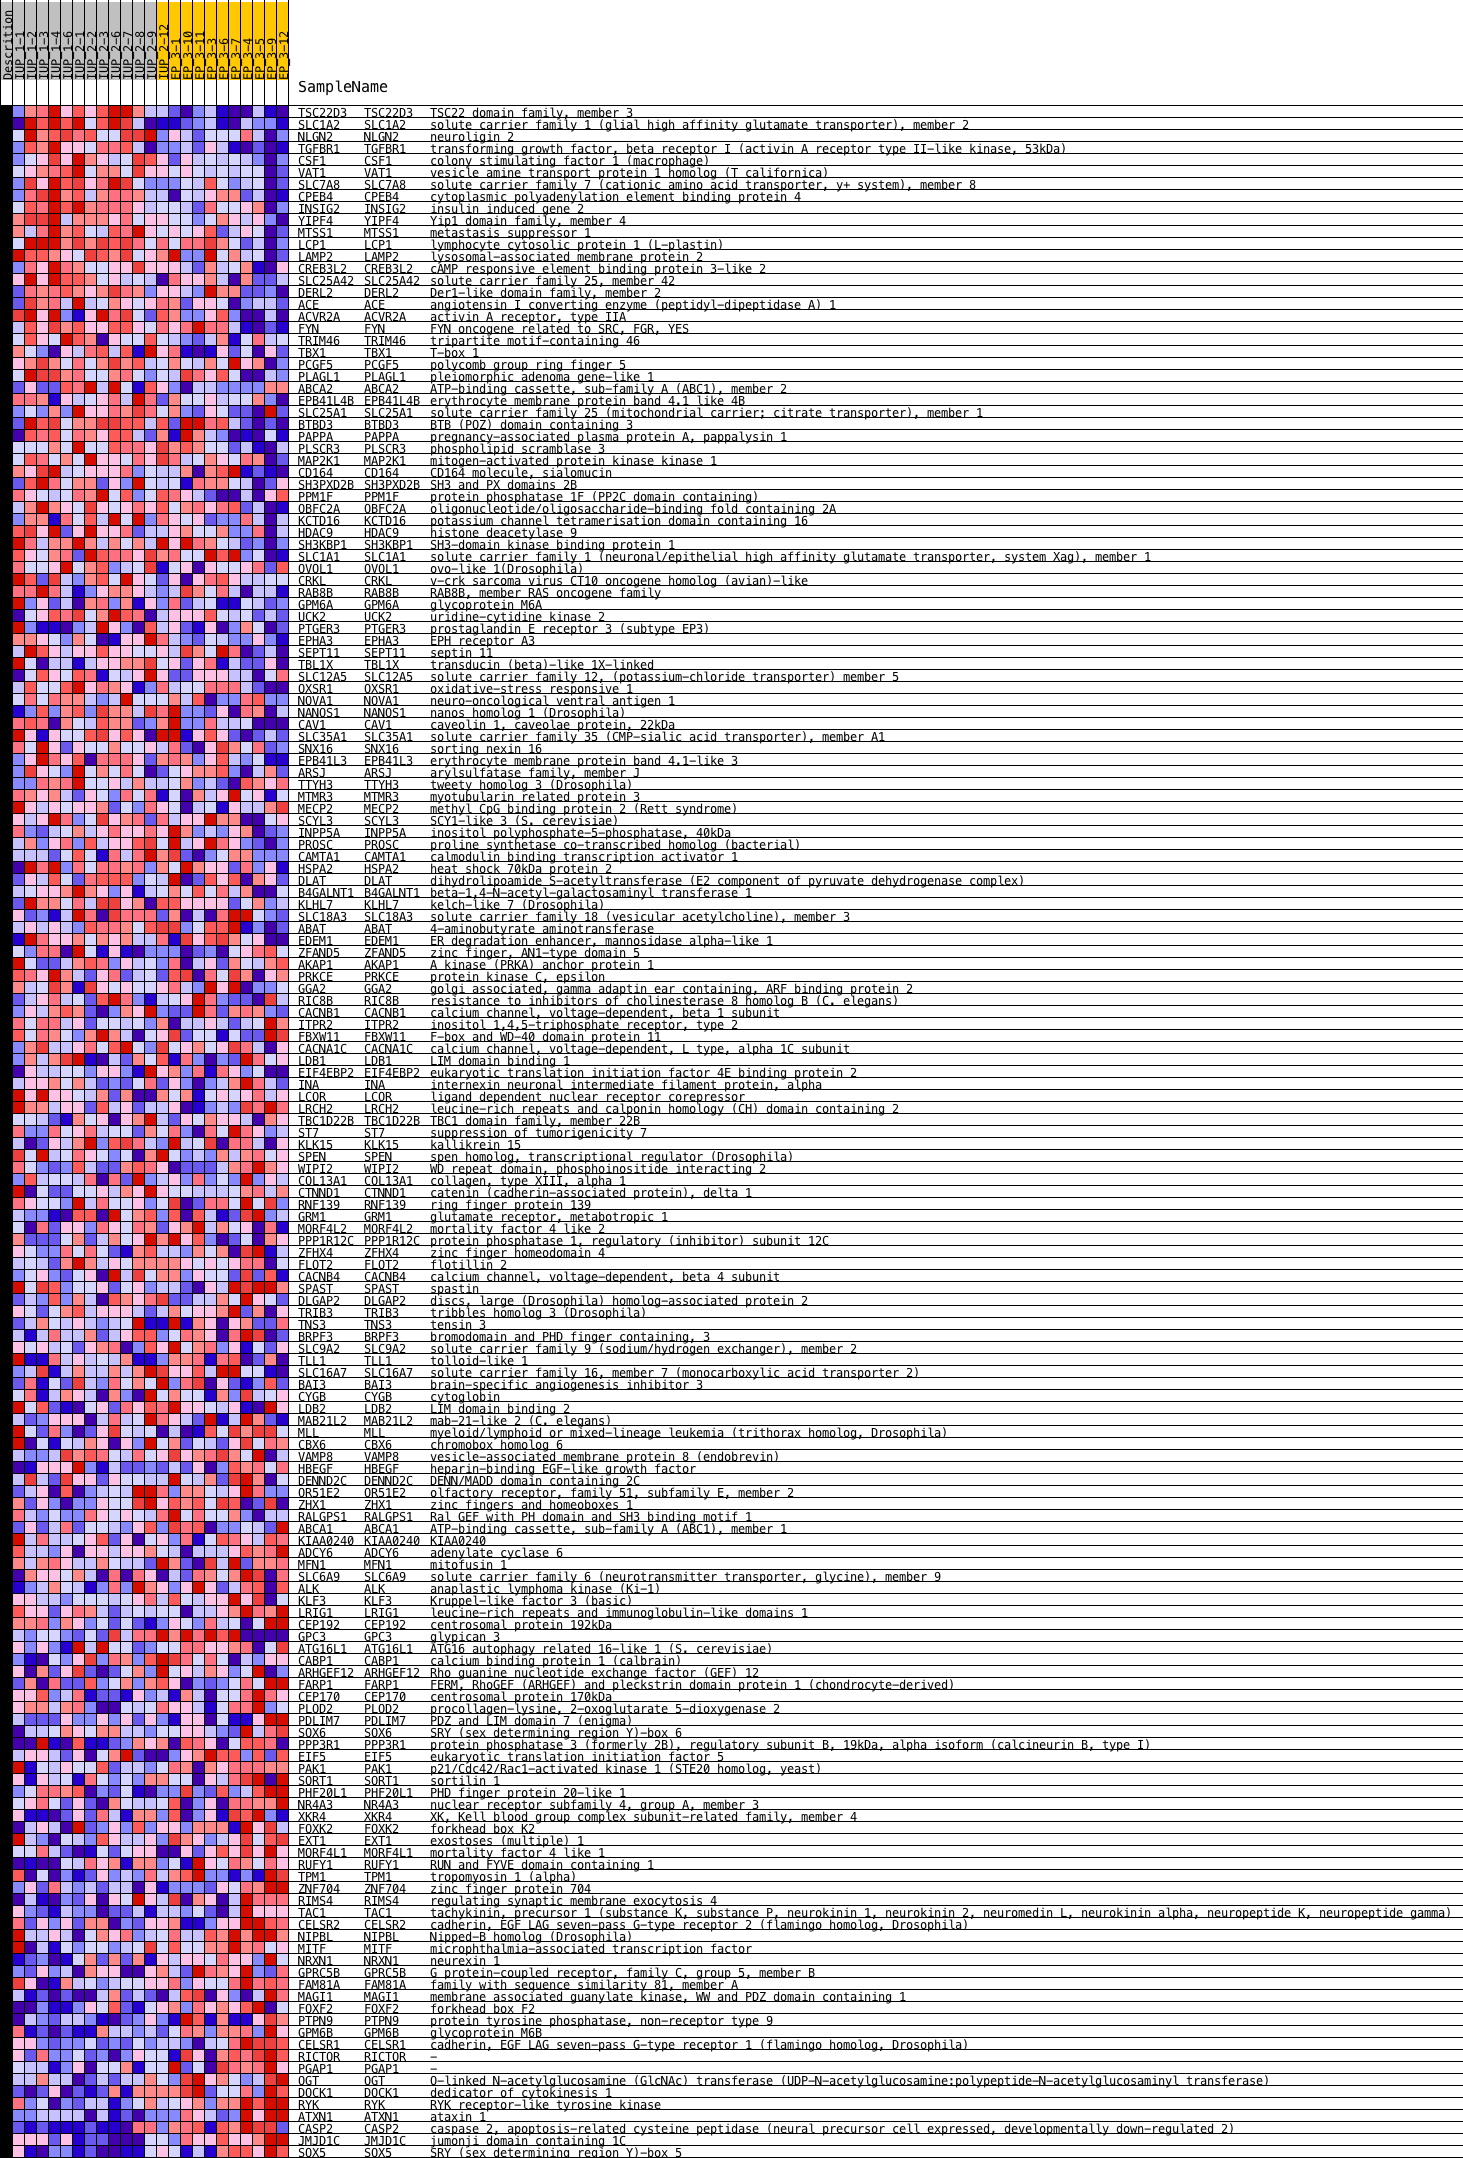 Descrition IUP_1-1 IUP_1-2 IUP_1-3 IUP_1-4 IUP_1-6 IUP_2-1 IUP_2-2 IUP_2-3 IUP_2-6 IUP_2-7 IUP_2-8 IUP_2-9 IUP_2-12 EP_3-1 EP_3-10 EP_3-11 EP_3-3 EP_3-6 EP_3-7 EP_3-4 EP_3-5 EP_3-9 EP_3-12
SampleName
TSC22D3 TSC22D3 TSC22 domain family, member 3
SLC1A2 SLC1A2 solute carrier family 1 (glial high affinity glutamate transporter), member 2
NLGN2 NLGN2 neuroligin 2
TGFBR1 TGFBR1 transforming growth factor, beta receptor I (activin A receptor type II-like kinase, 53kDa)
CSF1 CSF1 colony stimulating factor 1 (macrophage)
VAT1 VAT1 vesicle amine transport protein 1 homolog (T californica)
SLC7A8 SLC7A8 solute carrier family 7 (cationic amino acid transporter, y+ system), member 8
CPEB4 CPEB4 cytoplasmic polyadenylation element binding protein 4
INSIG2 INSIG2 insulin induced gene 2
YIPF4 YIPF4 Yip1 domain family, member 4
MTSS1 MTSS1 metastasis suppressor 1
LCP1 LCP1 lymphocyte cytosolic protein 1 (L-plastin)
LAMP2 LAMP2 lysosomal-associated membrane protein 2
CREB3L2 CREB3L2 cAMP responsive element binding protein 3-like 2
SLC25A42 SLC25A42 solute carrier family 25, member 42
DERL2 DERL2 Der1-like domain family, member 2
ACE ACE angiotensin I converting enzyme (peptidyl-dipeptidase A) 1
ACVR2A ACVR2A activin A receptor, type IIA
FYN FYN FYN oncogene related to SRC, FGR, YES
TRIM46 TRIM46 tripartite motif-containing 46
TBX1 TBX1 T-box 1
PCGF5 PCGF5 polycomb group ring finger 5
PLAGL1 PLAGL1 pleiomorphic adenoma gene-like 1
ABCA2 ABCA2 ATP-binding cassette, sub-family A (ABC1), member 2
EPB41L4B EPB41L4B erythrocyte membrane protein band 4.1 like 4B
SLC25A1 SLC25A1 solute carrier family 25 (mitochondrial carrier; citrate transporter), member 1
BTBD3 BTBD3 BTB (POZ) domain containing 3
PAPPA PAPPA pregnancy-associated plasma protein A, pappalysin 1
PLSCR3 PLSCR3 phospholipid scramblase 3
MAP2K1 MAP2K1 mitogen-activated protein kinase kinase 1
CD164 CD164 CD164 molecule, sialomucin
SH3PXD2B SH3PXD2B SH3 and PX domains 2B
PPM1F PPM1F protein phosphatase 1F (PP2C domain containing)
OBFC2A OBFC2A oligonucleotide/oligosaccharide-binding fold containing 2A
KCTD16 KCTD16 potassium channel tetramerisation domain containing 16
HDAC9 HDAC9 histone deacetylase 9
SH3KBP1 SH3KBP1 SH3-domain kinase binding protein 1
SLC1A1 SLC1A1 solute carrier family 1 (neuronal/epithelial high affinity glutamate transporter, system Xag), member 1
OVOL1 OVOL1 ovo-like 1(Drosophila)
CRKL CRKL v-crk sarcoma virus CT10 oncogene homolog (avian)-like
RAB8B RAB8B RAB8B, member RAS oncogene family
GPM6A GPM6A glycoprotein M6A
UCK2 UCK2 uridine-cytidine kinase 2
PTGER3 PTGER3 prostaglandin E receptor 3 (subtype EP3)
EPHA3 EPHA3 EPH receptor A3
SEPT11 SEPT11 septin 11
TBL1X TBL1X transducin (beta)-like 1X-linked
SLC12A5 SLC12A5 solute carrier family 12, (potassium-chloride transporter) member 5
OXSR1 OXSR1 oxidative-stress responsive 1
NOVA1 NOVA1 neuro-oncological ventral antigen 1
NANOS1 NANOS1 nanos homolog 1 (Drosophila)
CAV1 CAV1 caveolin 1, caveolae protein, 22kDa
SLC35A1 SLC35A1 solute carrier family 35 (CMP-sialic acid transporter), member A1
SNX16 SNX16 sorting nexin 16
EPB41L3 EPB41L3 erythrocyte membrane protein band 4.1-like 3
ARSJ ARSJ arylsulfatase family, member J
TTYH3 TTYH3 tweety homolog 3 (Drosophila)
MTMR3 MTMR3 myotubularin related protein 3
MECP2 MECP2 methyl CpG binding protein 2 (Rett syndrome)
SCYL3 SCYL3 SCY1-like 3 (S. cerevisiae)
INPP5A INPP5A inositol polyphosphate-5-phosphatase, 40kDa
PROSC PROSC proline synthetase co-transcribed homolog (bacterial)
CAMTA1 CAMTA1 calmodulin binding transcription activator 1
HSPA2 HSPA2 heat shock 70kDa protein 2
DLAT DLAT dihydrolipoamide S-acetyltransferase (E2 component of pyruvate dehydrogenase complex)
B4GALNT1 B4GALNT1 beta-1,4-N-acetyl-galactosaminyl transferase 1
KLHL7 KLHL7 kelch-like 7 (Drosophila)
SLC18A3 SLC18A3 solute carrier family 18 (vesicular acetylcholine), member 3
ABAT ABAT 4-aminobutyrate aminotransferase
EDEM1 EDEM1 ER degradation enhancer, mannosidase alpha-like 1
ZFAND5 ZFAND5 zinc finger, AN1-type domain 5
AKAP1 AKAP1 A kinase (PRKA) anchor protein 1
PRKCE PRKCE protein kinase C, epsilon
GGA2 GGA2 golgi associated, gamma adaptin ear containing, ARF binding protein 2
RIC8B RIC8B resistance to inhibitors of cholinesterase 8 homolog B (C. elegans)
CACNB1 CACNB1 calcium channel, voltage-dependent, beta 1 subunit
ITPR2 ITPR2 inositol 1,4,5-triphosphate receptor, type 2
FBXW11 FBXW11 F-box and WD-40 domain protein 11
CACNA1C CACNA1C calcium channel, voltage-dependent, L type, alpha 1C subunit
LDB1 LDB1 LIM domain binding 1
EIF4EBP2 EIF4EBP2 eukaryotic translation initiation factor 4E binding protein 2
INA INA internexin neuronal intermediate filament protein, alpha
LCOR LCOR ligand dependent nuclear receptor corepressor
LRCH2 LRCH2 leucine-rich repeats and calponin homology (CH) domain containing 2
TBC1D22B TBC1D22B TBC1 domain family, member 22B
ST7 ST7 suppression of tumorigenicity 7
KLK15 KLK15 kallikrein 15
SPEN SPEN spen homolog, transcriptional regulator (Drosophila)
WIPI2 WIPI2 WD repeat domain, phosphoinositide interacting 2
COL13A1 COL13A1 collagen, type XIII, alpha 1
CTNND1 CTNND1 catenin (cadherin-associated protein), delta 1
RNF139 RNF139 ring finger protein 139
GRM1 GRM1 glutamate receptor, metabotropic 1
MORF4L2 MORF4L2 mortality factor 4 like 2
PPP1R12C PPP1R12C protein phosphatase 1, regulatory (inhibitor) subunit 12C
ZFHX4 ZFHX4 zinc finger homeodomain 4
FLOT2 FLOT2 flotillin 2
CACNB4 CACNB4 calcium channel, voltage-dependent, beta 4 subunit
SPAST SPAST spastin
DLGAP2 DLGAP2 discs, large (Drosophila) homolog-associated protein 2
TRIB3 TRIB3 tribbles homolog 3 (Drosophila)
TNS3 TNS3 tensin 3
BRPF3 BRPF3 bromodomain and PHD finger containing, 3
SLC9A2 SLC9A2 solute carrier family 9 (sodium/hydrogen exchanger), member 2
TLL1 TLL1 tolloid-like 1
SLC16A7 SLC16A7 solute carrier family 16, member 7 (monocarboxylic acid transporter 2)
BAI3 BAI3 brain-specific angiogenesis inhibitor 3
CYGB CYGB cytoglobin
LDB2 LDB2 LIM domain binding 2
MAB21L2 MAB21L2 mab-21-like 2 (C. elegans)
MLL MLL myeloid/lymphoid or mixed-lineage leukemia (trithorax homolog, Drosophila)
CBX6 CBX6 chromobox homolog 6
VAMP8 VAMP8 vesicle-associated membrane protein 8 (endobrevin)
HBEGF HBEGF heparin-binding EGF-like growth factor
DENND2C DENND2C DENN/MADD domain containing 2C
OR51E2 OR51E2 olfactory receptor, family 51, subfamily E, member 2
ZHX1 ZHX1 zinc fingers and homeoboxes 1
RALGPS1 RALGPS1 Ral GEF with PH domain and SH3 binding motif 1
ABCA1 ABCA1 ATP-binding cassette, sub-family A (ABC1), member 1
KIAA0240 KIAA0240 KIAA0240
ADCY6 ADCY6 adenylate cyclase 6
MFN1 MFN1 mitofusin 1
SLC6A9 SLC6A9 solute carrier family 6 (neurotransmitter transporter, glycine), member 9
ALK ALK anaplastic lymphoma kinase (Ki-1)
KLF3 KLF3 Kruppel-like factor 3 (basic)
LRIG1 LRIG1 leucine-rich repeats and immunoglobulin-like domains 1
CEP192 CEP192 centrosomal protein 192kDa
GPC3 GPC3 glypican 3
ATG16L1 ATG16L1 ATG16 autophagy related 16-like 1 (S. cerevisiae)
CABP1 CABP1 calcium binding protein 1 (calbrain)
ARHGEF12 ARHGEF12 Rho guanine nucleotide exchange factor (GEF) 12
FARP1 FARP1 FERM, RhoGEF (ARHGEF) and pleckstrin domain protein 1 (chondrocyte-derived)
CEP170 CEP170 centrosomal protein 170kDa
PLOD2 PLOD2 procollagen-lysine, 2-oxoglutarate 5-dioxygenase 2
PDLIM7 PDLIM7 PDZ and LIM domain 7 (enigma)
SOX6 SOX6 SRY (sex determining region Y)-box 6
PPP3R1 PPP3R1 protein phosphatase 3 (formerly 2B), regulatory subunit B, 19kDa, alpha isoform (calcineurin B, type I)
EIF5 EIF5 eukaryotic translation initiation factor 5
PAK1 PAK1 p21/Cdc42/Rac1-activated kinase 1 (STE20 homolog, yeast)
SORT1 SORT1 sortilin 1
PHF20L1 PHF20L1 PHD finger protein 20-like 1
NR4A3 NR4A3 nuclear receptor subfamily 4, group A, member 3
XKR4 XKR4 XK, Kell blood group complex subunit-related family, member 4
FOXK2 FOXK2 forkhead box K2
EXT1 EXT1 exostoses (multiple) 1
MORF4L1 MORF4L1 mortality factor 4 like 1
RUFY1 RUFY1 RUN and FYVE domain containing 1
TPM1 TPM1 tropomyosin 1 (alpha)
ZNF704 ZNF704 zinc finger protein 704
RIMS4 RIMS4 regulating synaptic membrane exocytosis 4
TAC1 TAC1 tachykinin, precursor 1 (substance K, substance P, neurokinin 1, neurokinin 2, neuromedin L, neurokinin alpha, neuropeptide K, neuropeptide gamma)
CELSR2 CELSR2 cadherin, EGF LAG seven-pass G-type receptor 2 (flamingo homolog, Drosophila)
NIPBL NIPBL Nipped-B homolog (Drosophila)
MITF MITF microphthalmia-associated transcription factor
NRXN1 NRXN1 neurexin 1
GPRC5B GPRC5B G protein-coupled receptor, family C, group 5, member B
FAM81A FAM81A family with sequence similarity 81, member A
MAGI1 MAGI1 membrane associated guanylate kinase, WW and PDZ domain containing 1
FOXF2 FOXF2 forkhead box F2
PTPN9 PTPN9 protein tyrosine phosphatase, non-receptor type 9
GPM6B GPM6B glycoprotein M6B
CELSR1 CELSR1 cadherin, EGF LAG seven-pass G-type receptor 1 (flamingo homolog, Drosophila)
RICTOR RICTOR -
PGAP1 PGAP1 -
OGT OGT O-linked N-acetylglucosamine (GlcNAc) transferase (UDP-N-acetylglucosamine:polypeptide-N-acetylglucosaminyl transferase)
DOCK1 DOCK1 dedicator of cytokinesis 1
RYK RYK RYK receptor-like tyrosine kinase
ATXN1 ATXN1 ataxin 1
CASP2 CASP2 caspase 2, apoptosis-related cysteine peptidase (neural precursor cell expressed, developmentally down-regulated 2)
JMJD1C JMJD1C jumonji domain containing 1C
SOX5 SOX5 SRY (sex determining region Y)-box 5